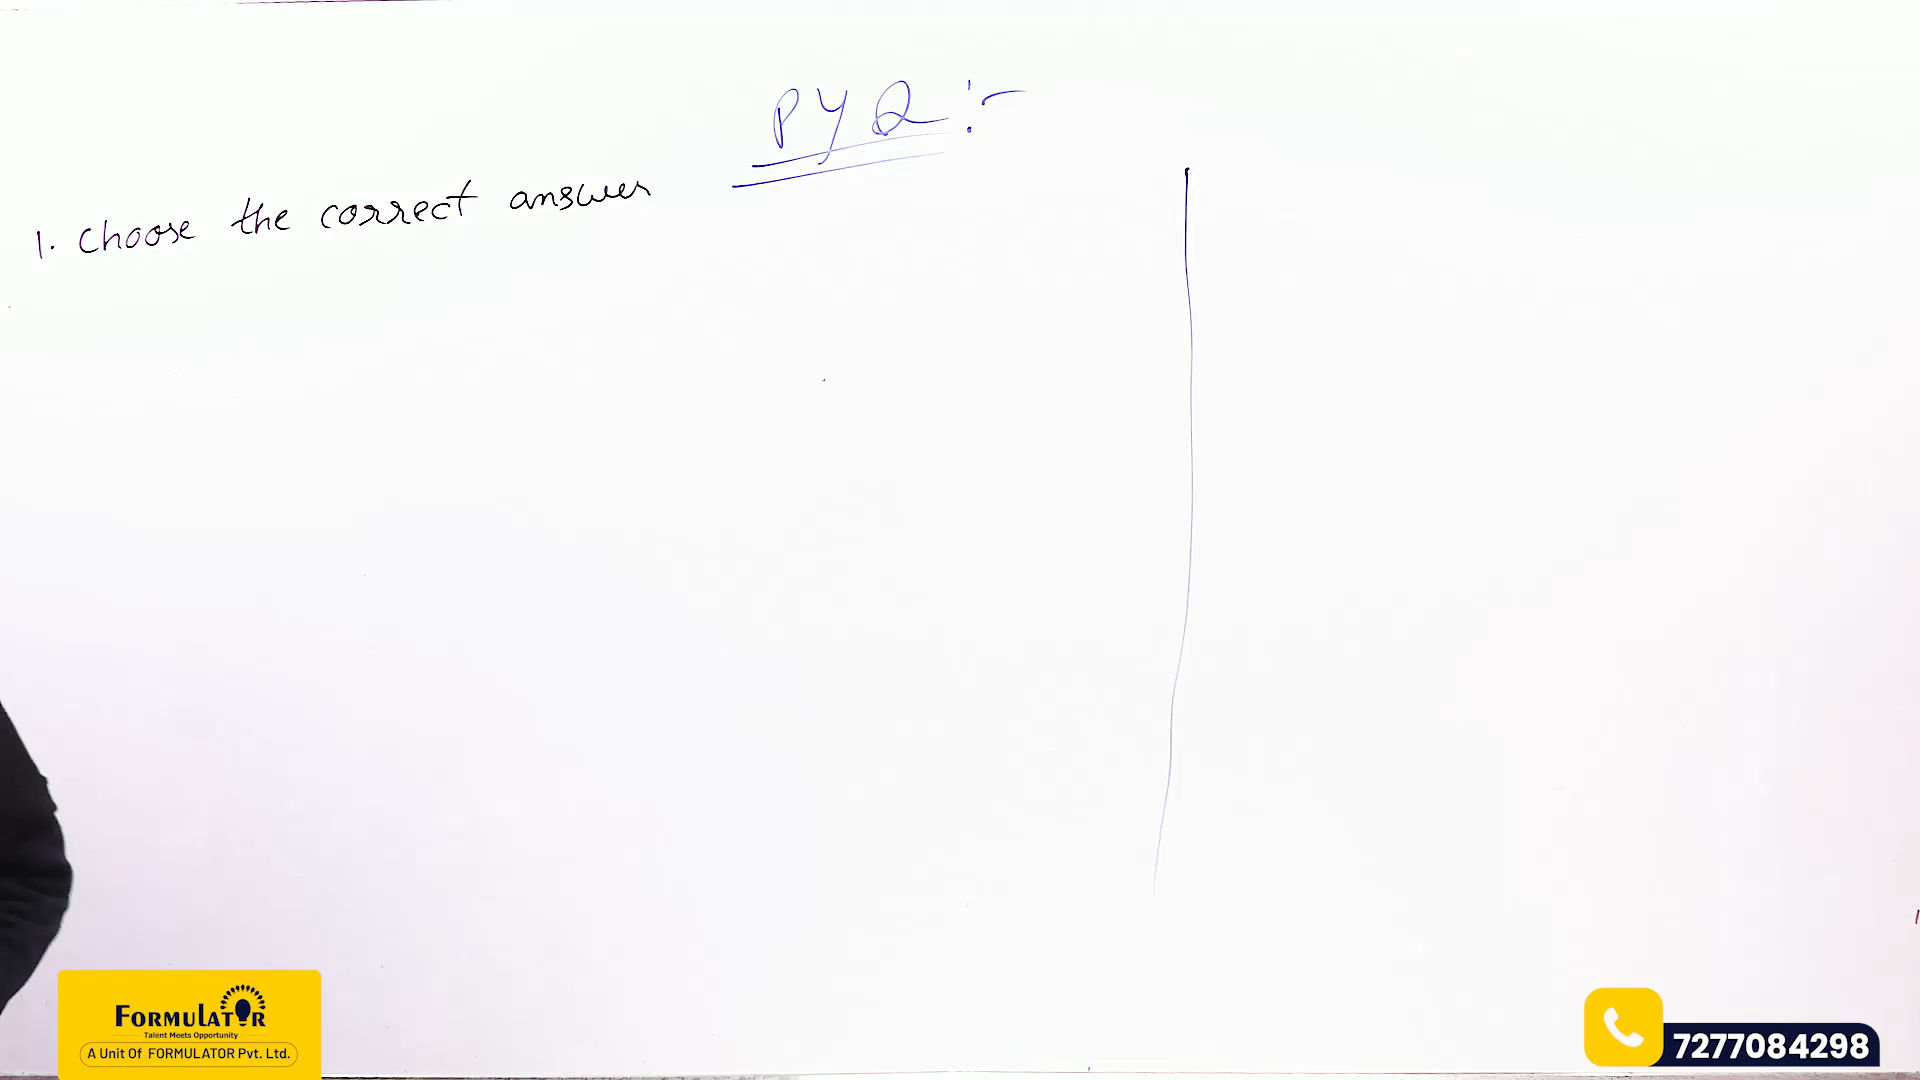 PYQ :-
1. Choose the correct answer
FORMULATOR
Talent Meets Opportunity
A Unit Of FORMULATOR Pvt. Ltd.
7277084298